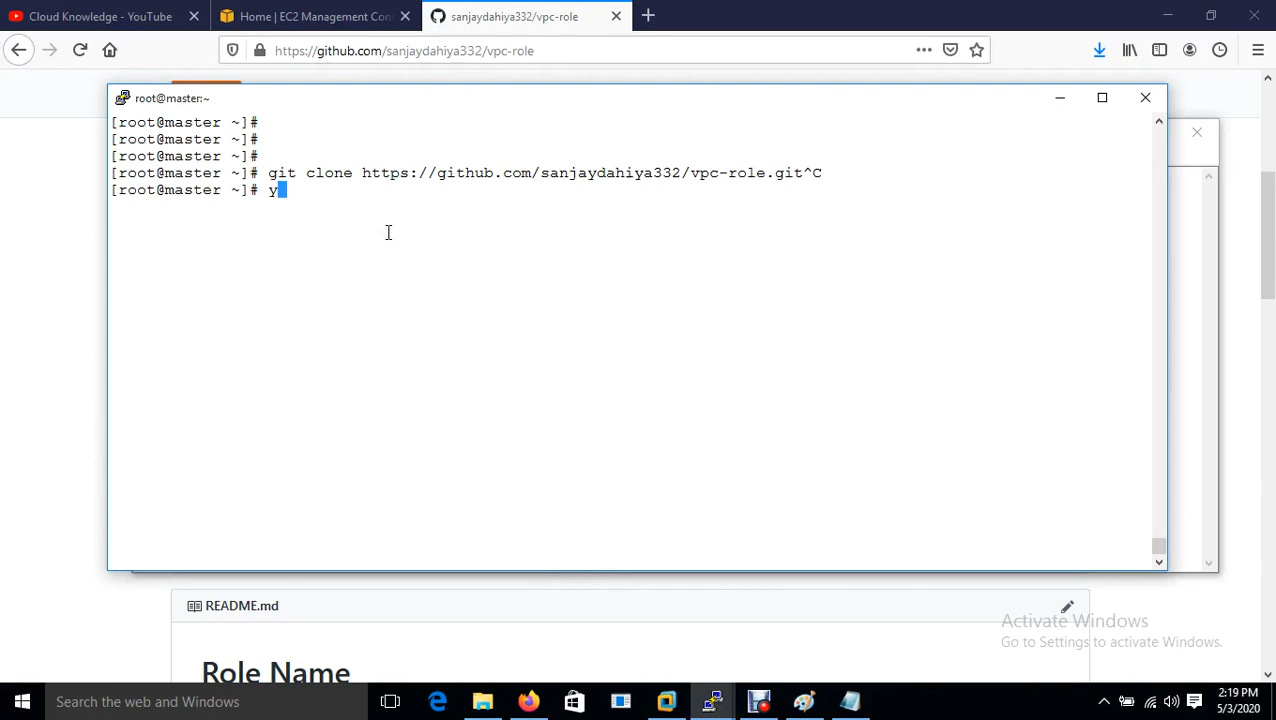 Cloud Knowledge - YouTube
Home | EC2 Management Con
sanjaydahiya332/vpc-role
https://github.com/sanjaydahiya332/vpc-role
root@master:~
[root@master ~]#
[root@master ~]#
[root@master ~]#
[root@master ~]# git clone https://github.com/sanjaydahiya332/vpc-role.git^C
[root@master ~]# y
README.md
Role Name
Activate Windows
Go to Settings to activate Windows.
Search the web and Windows
2:19 PM
5/3/2020